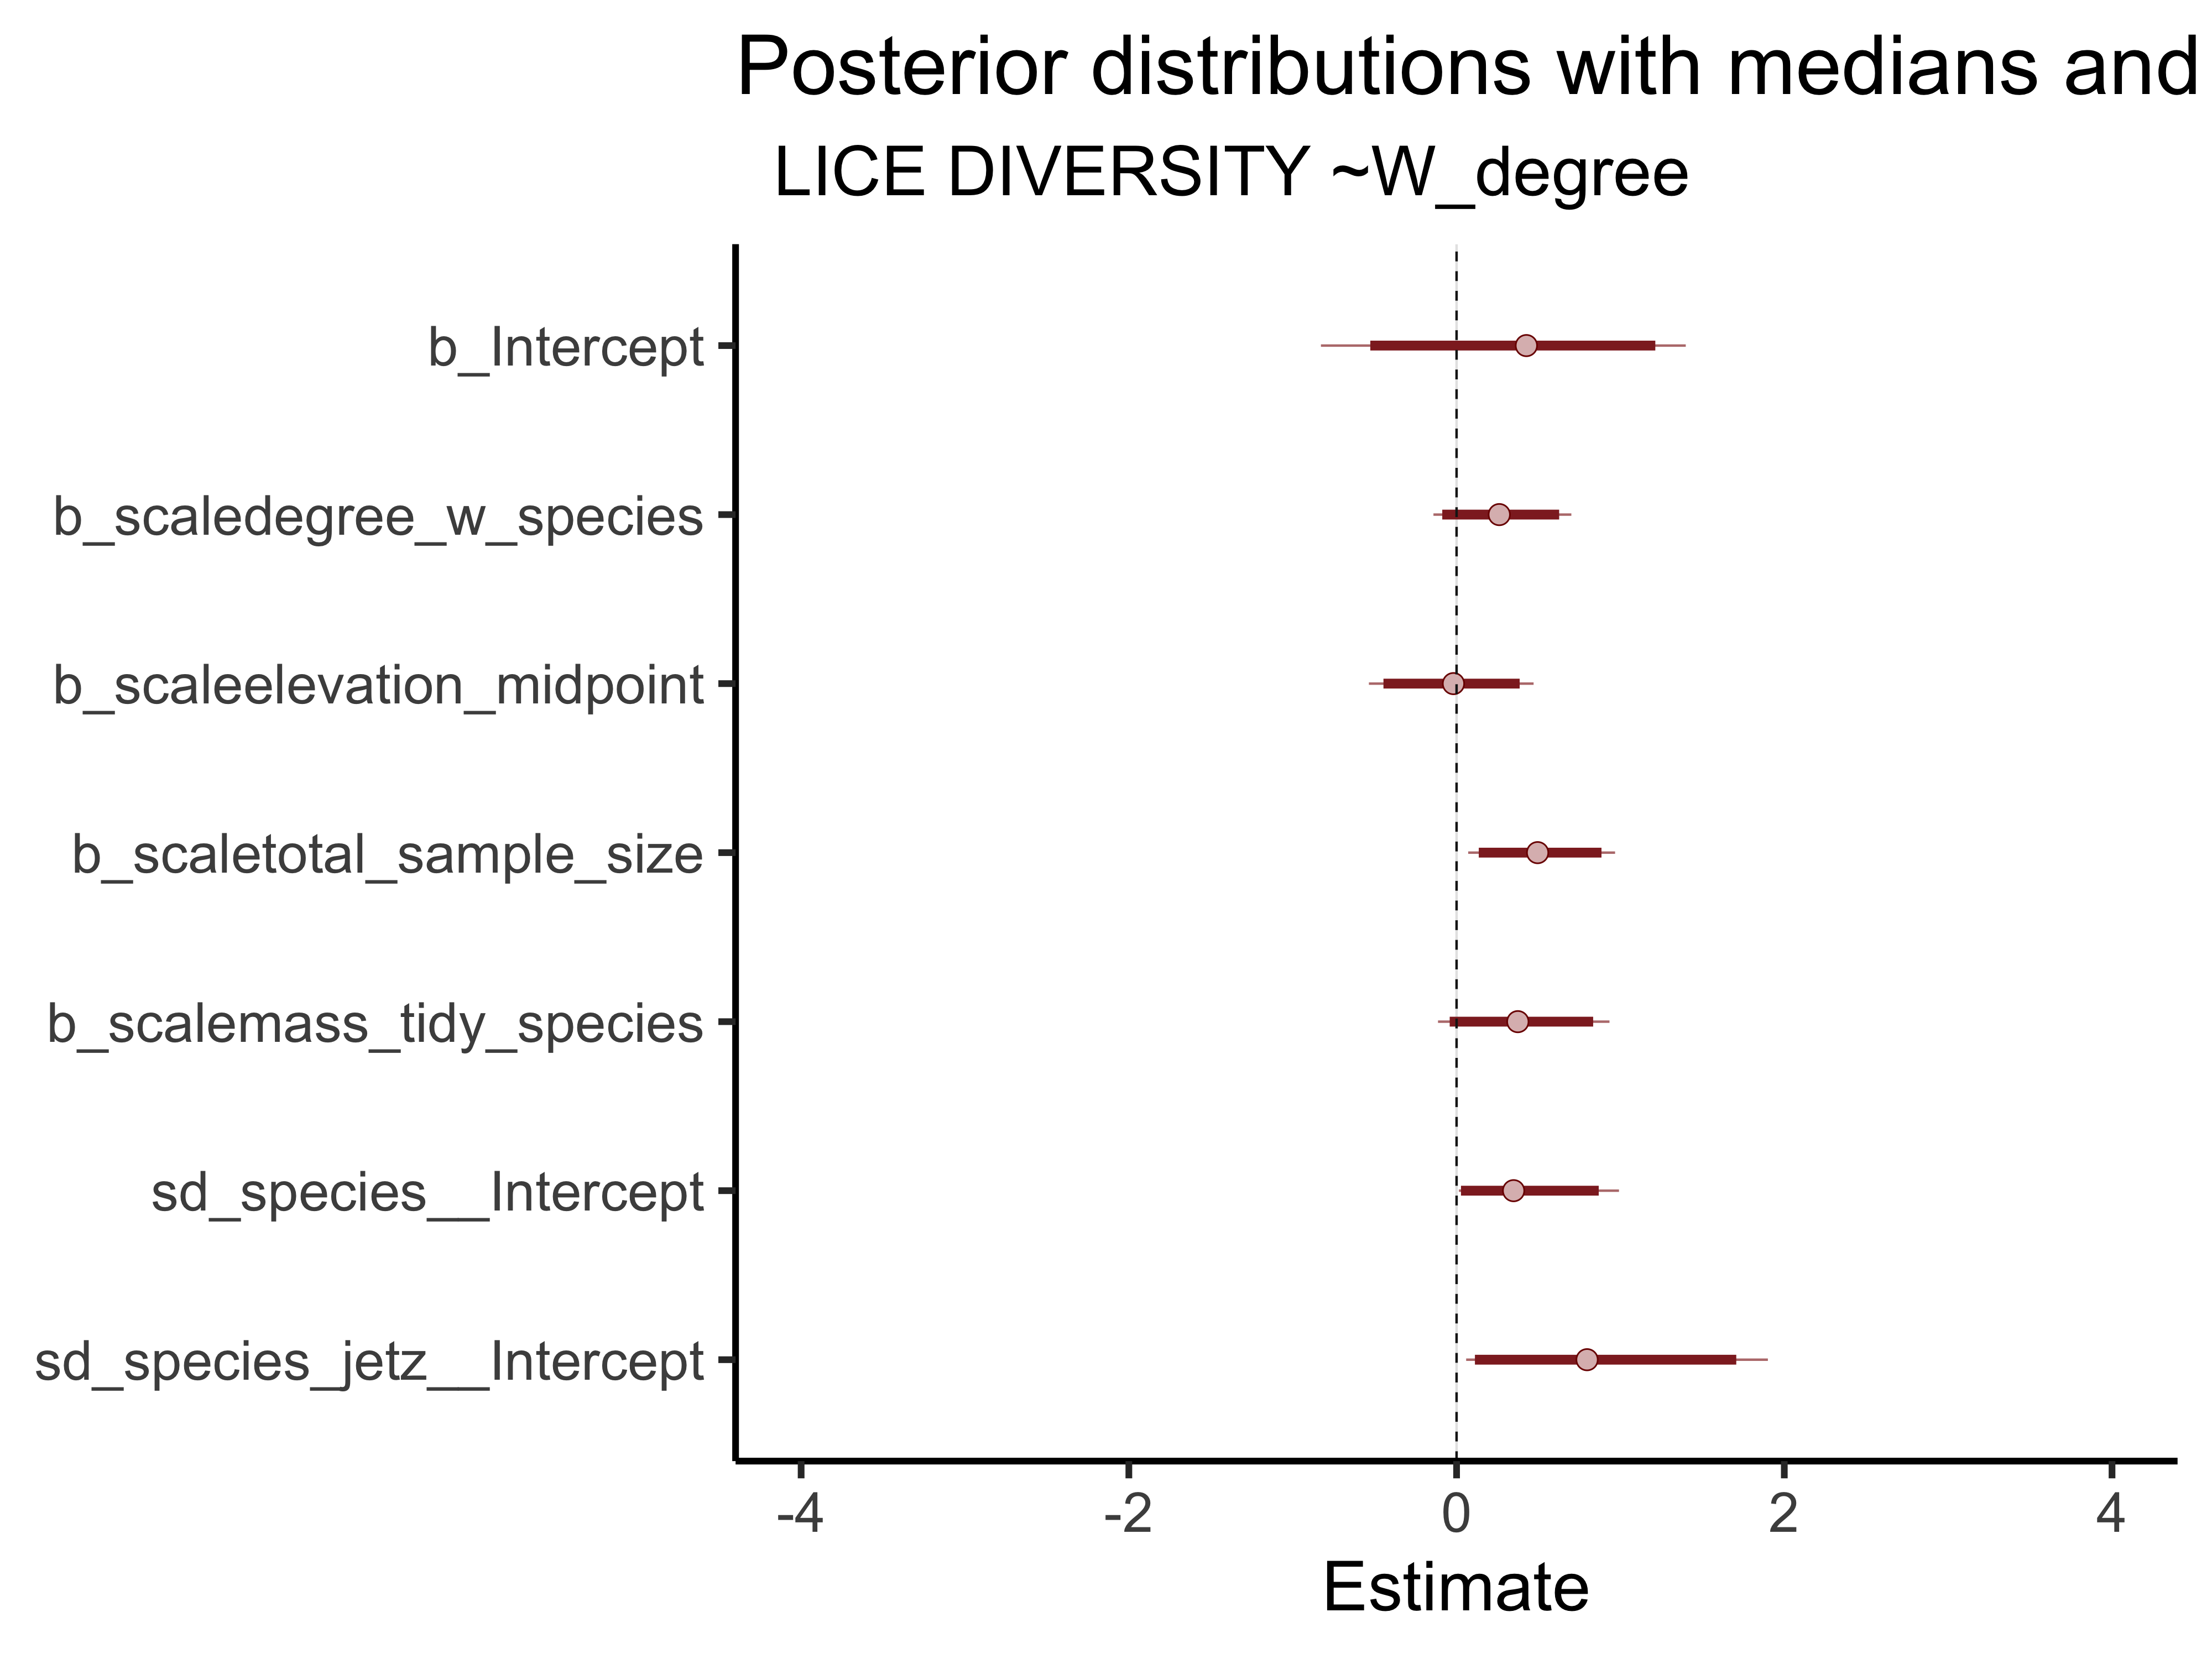 Posterior distributions with medians and
LICE DIVERSITY ~W_degree
b_Intercept
b_scaledegree_w_species
b_scaleelevation_midpoint
b_scaletotal_sample_size
b_scalemass_tidy_species
sd_species__Intercept
sd_species_jetz__Intercept
-4 -2 0 2 4
Estimate